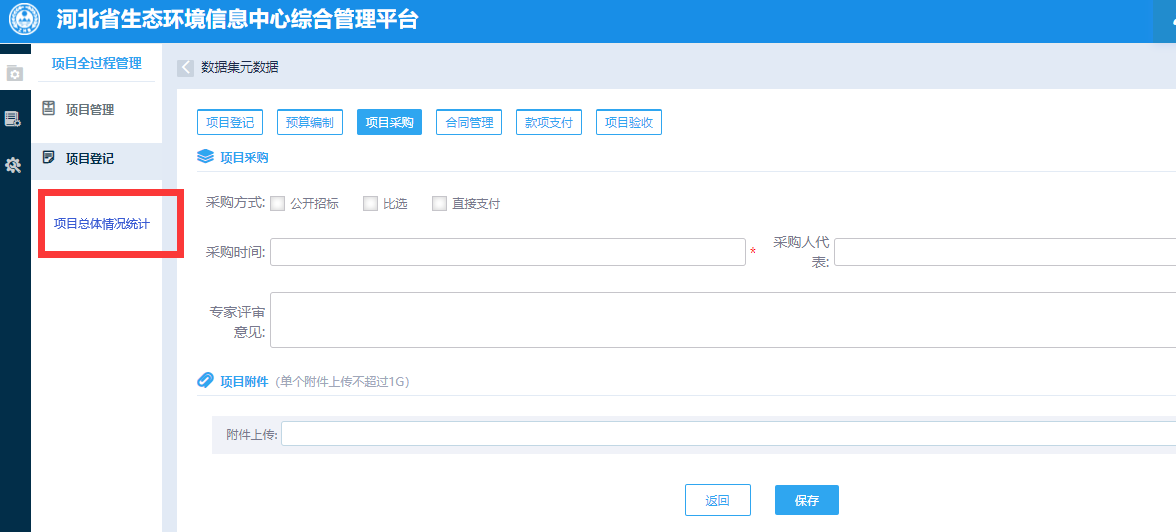 河北省生态环境信息中心综合管理平台
项目全过程管理
项目管理
项目登记
项目总体情况统计
数据集元数据
项目登记 预算编制 项目采购 合同管理 款项支付 项目验收
项目采购
采购方式: 公开招标 比选 直接支付
采购时间: * 采购人代
表:
专家评审
意见:
项目附件 (单个附件上传不超过1G)
附件上传:
返回 保存